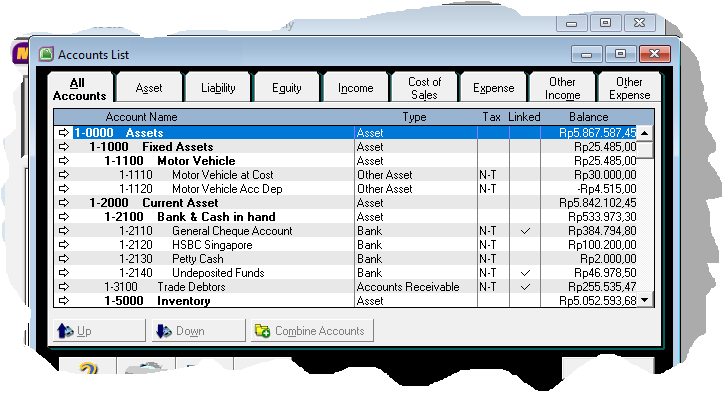 Accounts List
All Accounts Asset Liability Equity Income Cost of Sales Expense Other Income Other Expense
Account Name Type Tax Linked Balance
1-0000 Assets Asset Rp5.867.587,45
1-1000 Fixed Assets Asset Rp25.485,00
1-1100 Motor Vehicle Asset Rp25.485,00
1-1110 Motor Vehicle at Cost Other Asset N-T Rp30.000,00
1-1120 Motor Vehicle Acc Dep Other Asset N-T -Rp4.515,00
1-2000 Current Asset Asset Rp5.842.102,45
1-2100 Bank & Cash in hand Asset Rp533.973,30
1-2110 General Cheque Account Bank N-T Rp384.794,80
1-2120 HSBC Singapore Bank N-T Rp100.200,00
1-2130 Petty Cash Bank N-T Rp2.000,00
1-2140 Undeposited Funds Bank N-T Rp46.978,50
1-3100 Trade Debtors Accounts Receivable N-T Rp255.535,47
1-5000 Inventory Asset Rp5.052.593,68
Up Down Combine Accounts